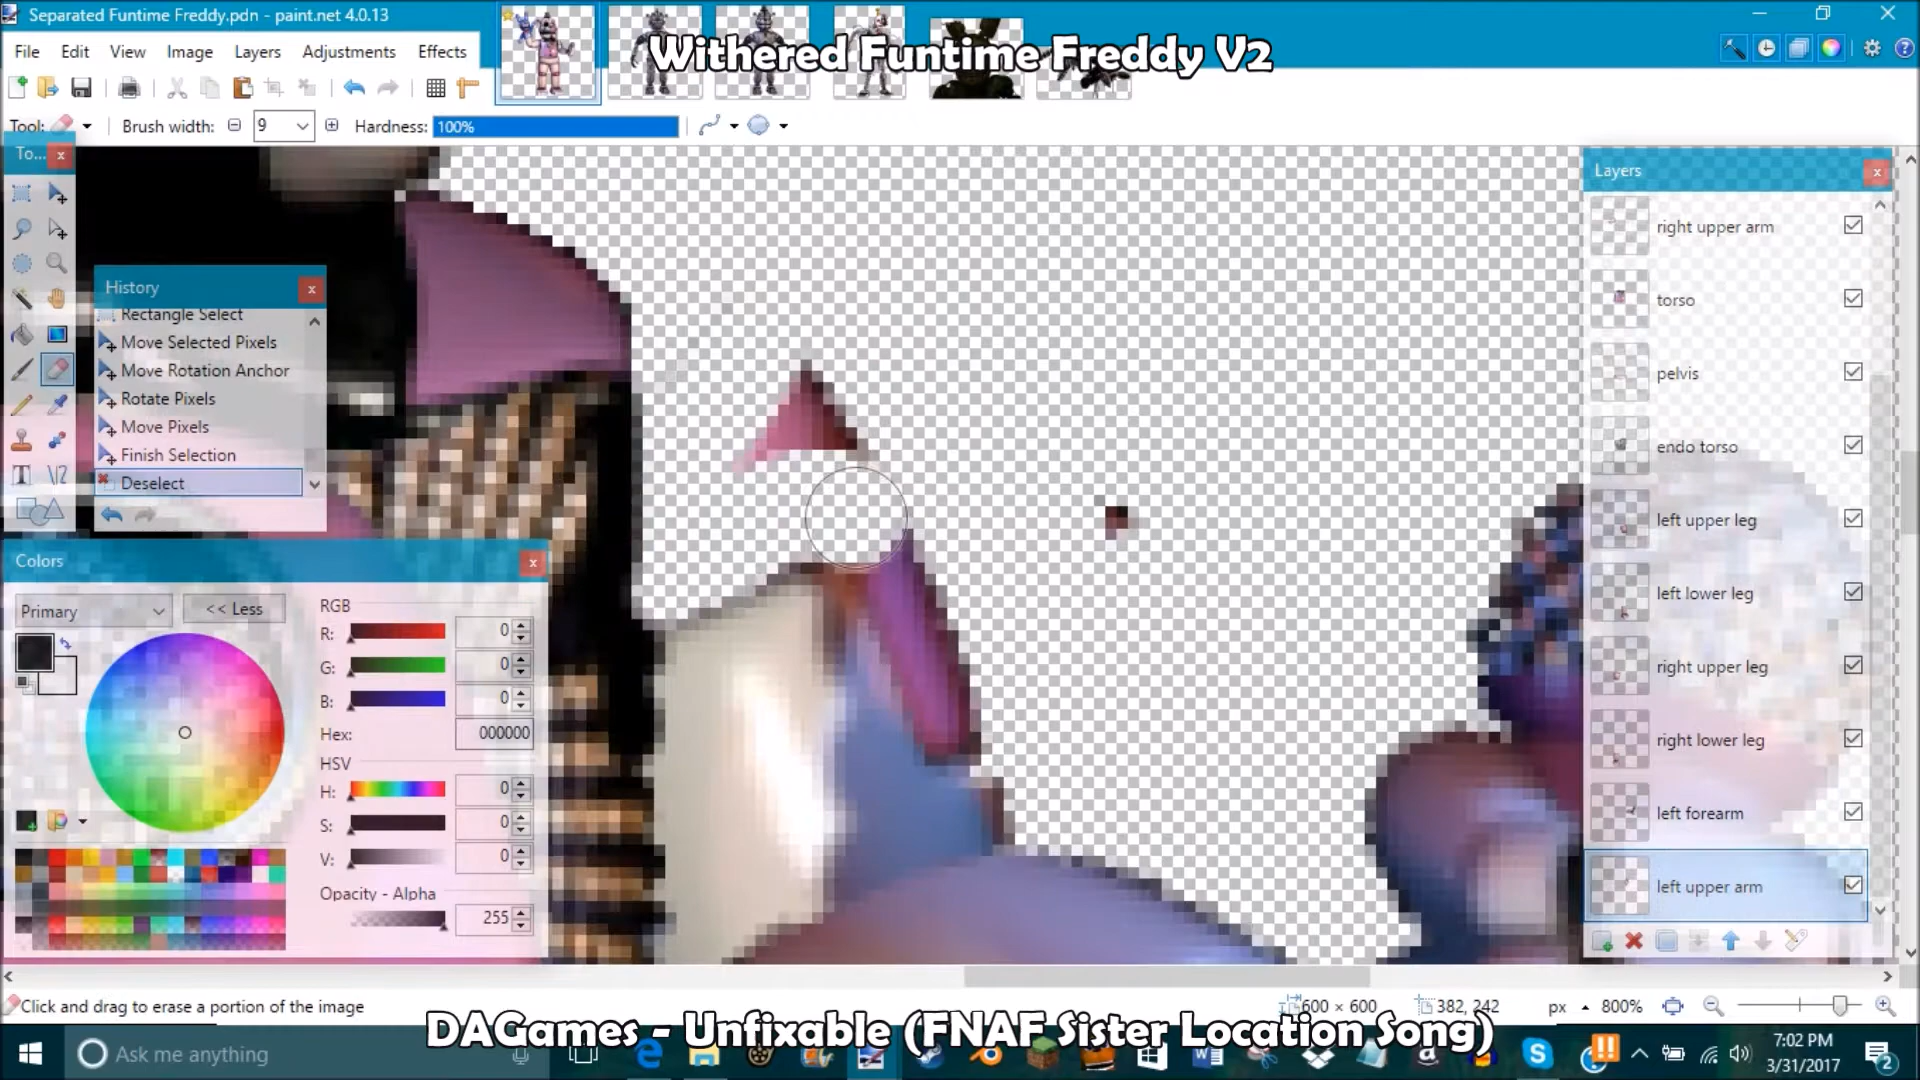 Separated Funtime Freddy.pdn - paint.net 4.0.13
File Edit View Image Layers Adjustments Effects
Withered Funtime Freddy V2
Tool: Brush width: 9 Hardness: 100%
To...
History
Rectangle Select
Move Selected Pixels
Move Rotation Anchor
Rotate Pixels
Move Pixels
Finish Selection
Deselect
Colors
Primary
<< Less
RGB
R: 0
G: 0
B: 0
Hex: 000000
HSV
H: 0
S: 0
V: 0
Opacity - Alpha
255
Layers
right upper arm
torso
pelvis
endo torso
left upper leg
left lower leg
right upper leg
right lower leg
left forearm
left upper arm
Click and drag to erase a portion of the image
600 × 600
382, 242
px
800%
DAGames - Unfixable (FNAF Sister Location Song)
Ask me anything
7:02 PM
3/31/2017
2